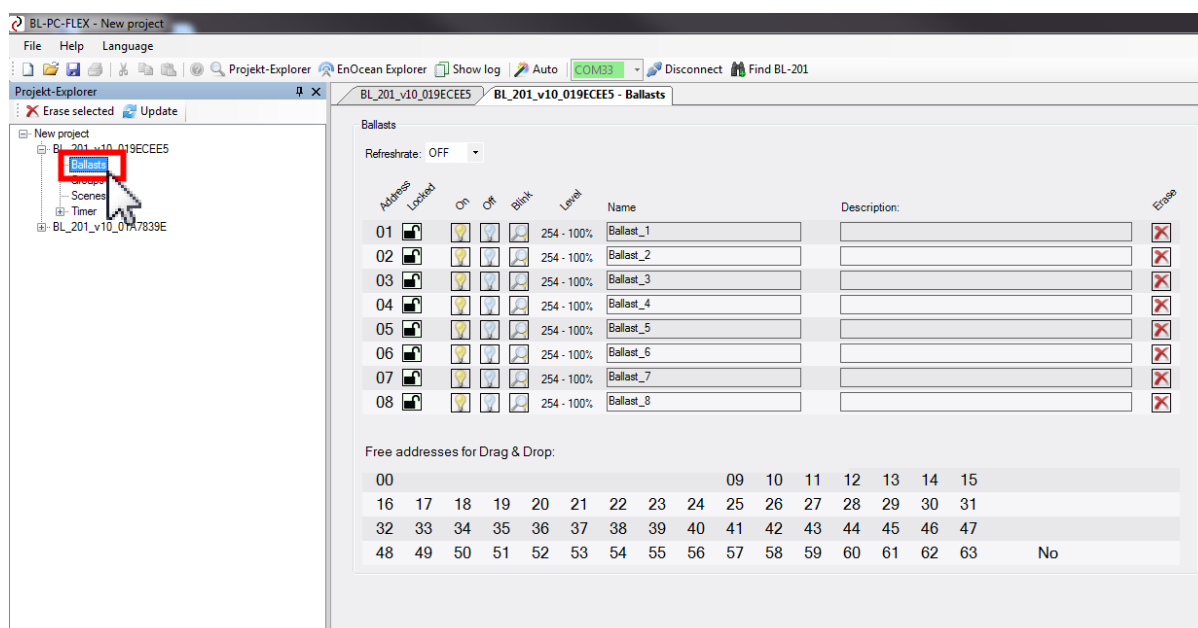 BL-PC-FLEX - New project
File Help Language
Projekt-Explorer EnOcean Explorer Show log Auto COM33 Disconnect Find BL-201
Projekt-Explorer
Erase selected Update
New project
BL_201_v10_019ECEE5
Ballasts
Groups
Scenes
Timer
BL_201_v10_01A7839E
BL_201_v10_019ECEE5 BL_201_v10_019ECEE5 - Ballasts
Ballasts
Refreshrate: OFF
Address Locked On Off Blink Level Name Description: Erase
01 254 - 100% Ballast_1
02 254 - 100% Ballast_2
03 254 - 100% Ballast_3
04 254 - 100% Ballast_4
05 254 - 100% Ballast_5
06 254 - 100% Ballast_6
07 254 - 100% Ballast_7
08 254 - 100% Ballast_8
Free addresses for Drag & Drop:
00 09 10 11 12 13 14 15
16 17 18 19 20 21 22 23 24 25 26 27 28 29 30 31
32 33 34 35 36 37 38 39 40 41 42 43 44 45 46 47
48 49 50 51 52 53 54 55 56 57 58 59 60 61 62 63 No